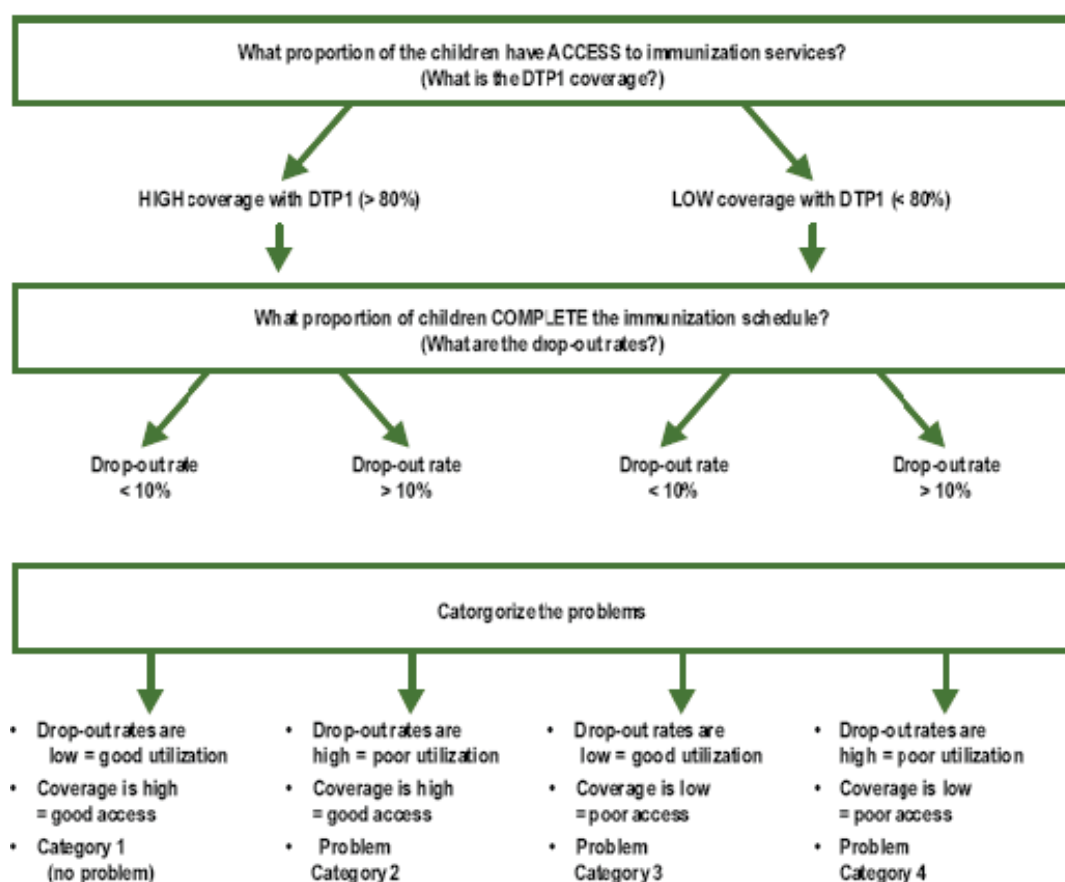 What proportion of the children have ACCESS to immunization services?
(What is the DTP1 coverage?)
HIGH coverage with DTP1 (> 80%)
LOW coverage with DTP1 (< 80%)
What proportion of children COMPLETE the immunization schedule?
(What are the drop-out rates?)
Drop-out rate
< 10%
Drop-out rate
> 10%
Drop-out rate
< 10%
Drop-out rate
> 10%
Catorgorize the problems
• Drop-out rates are
low = good utilization
• Coverage is high
= good access
• Category 1
(no problem)
• Drop-out rates are
high = poor utilization
• Coverage is high
= good access
• Problem
Category 2
• Drop-out rates are
low = good utilization
• Coverage is low
= poor access
• Problem
Category 3
• Drop-out rates are
high = poor utilization
• Coverage is low
= poor access
• Problem
Category 4